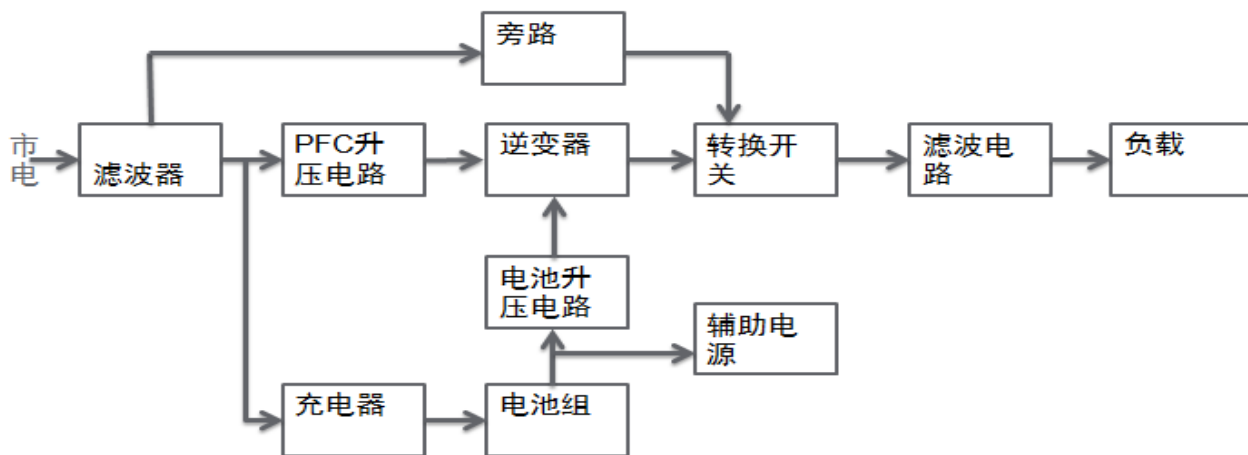 旁路
市
电
滤波器
PFC升
压电路
逆变器
转换开
关
滤波电
路
负载
电池升
压电路
辅助电
源
充电器
电池组